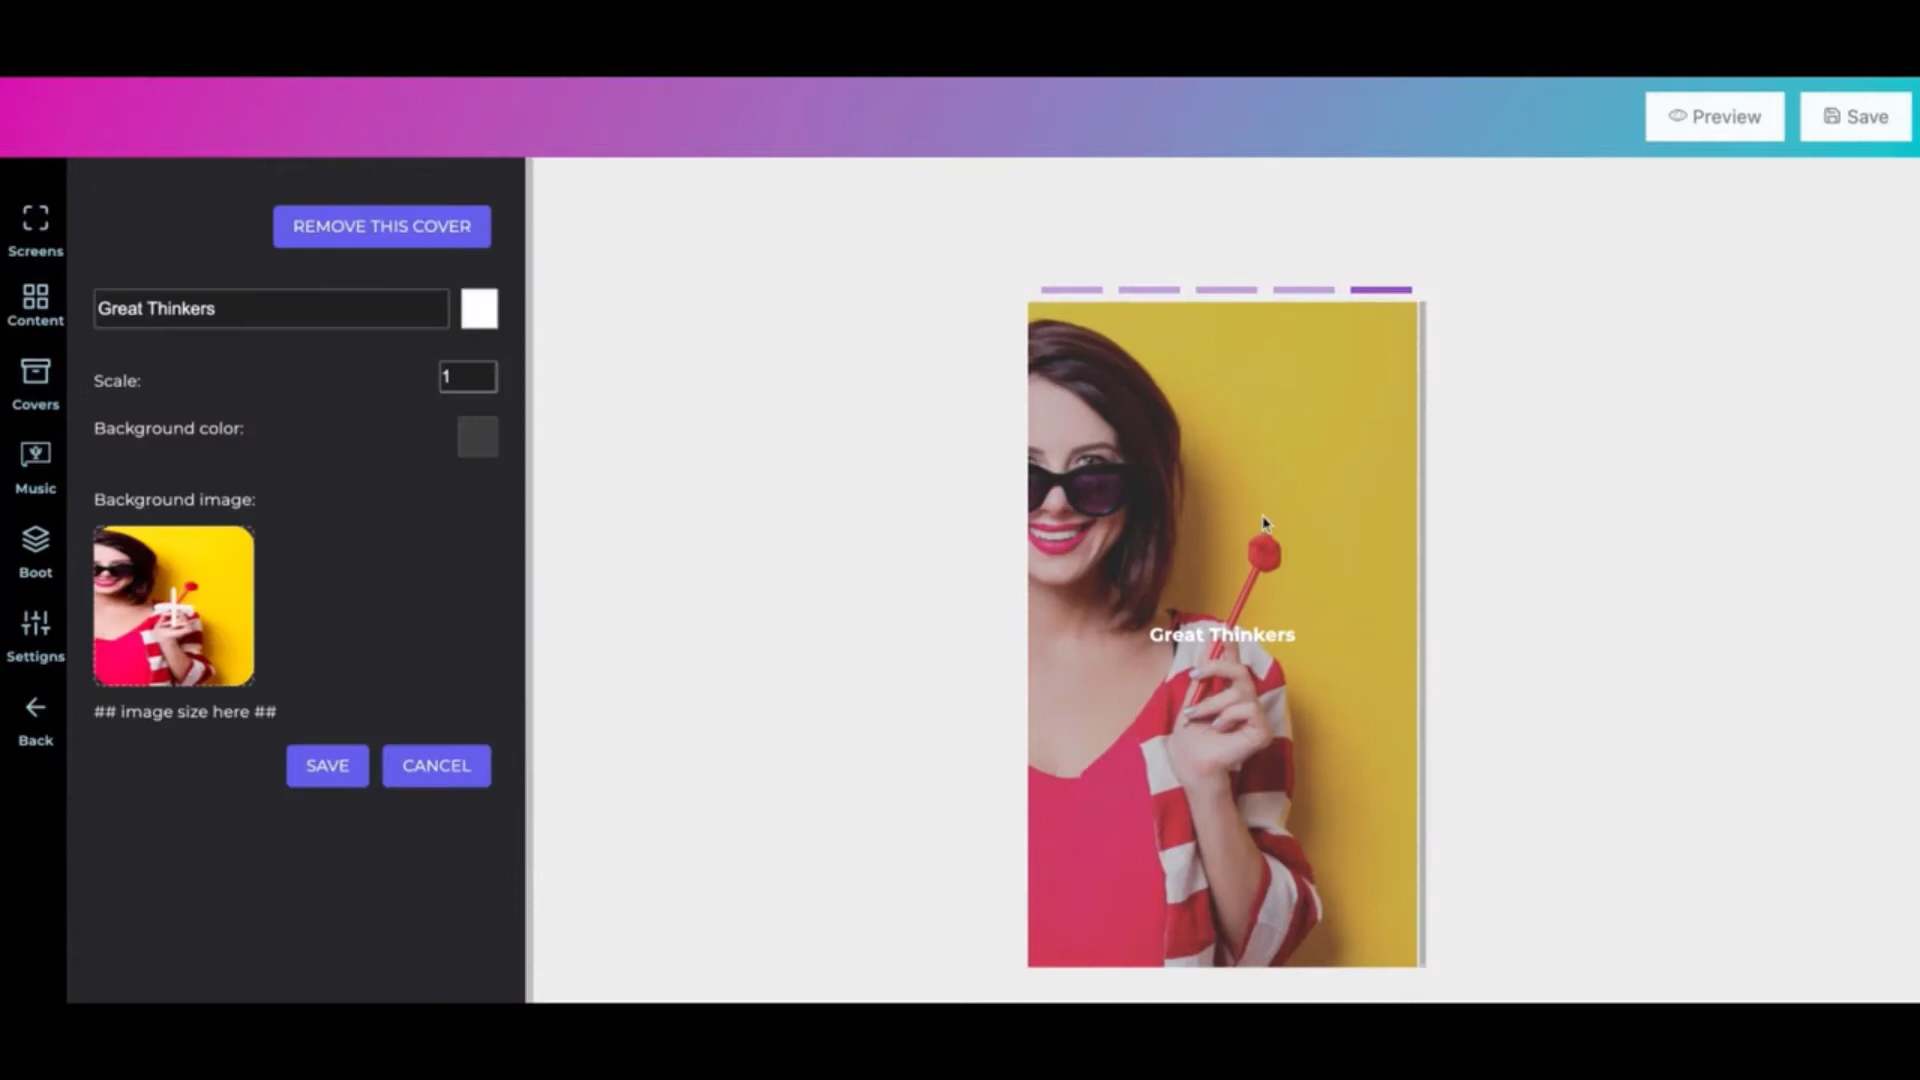 Preview
Save
Screens
Content
Covers
Music
Boot
Settigns
Back
REMOVE THIS COVER
Great Thinkers
Scale:
1
Background color:
Background image:
## image size here ##
SAVE
CANCEL
Great Thinkers